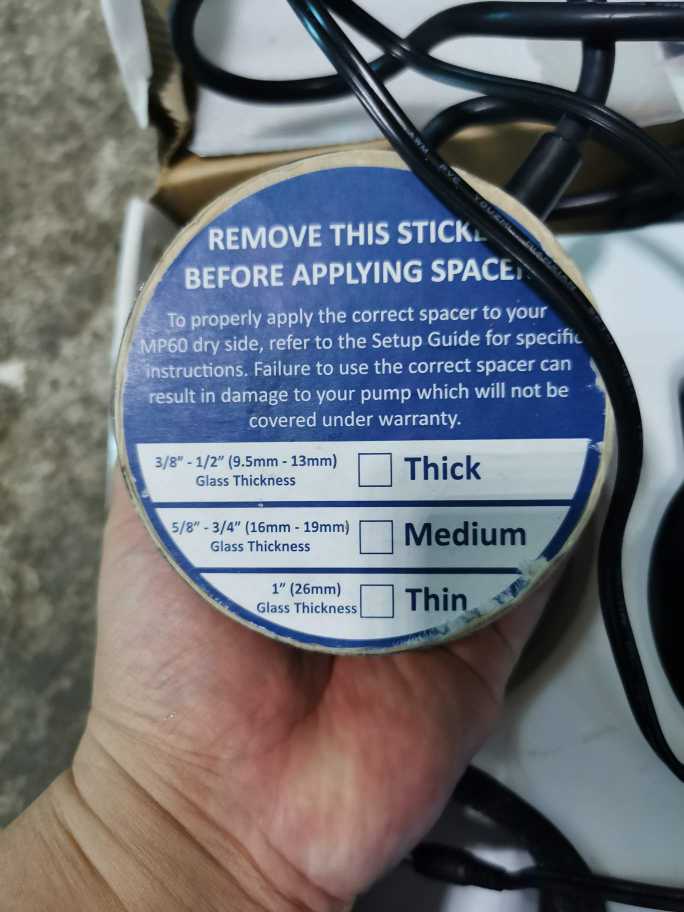 REMOVE THIS
BEFORE APPLYING
To properly apply the correct spacer to your
MP60 dry side, refer to the Setup Guide for specific
instructions. Failure to use the correct spacer can
result in damage to your pump which will not be
covered under warranty.
3/8” - 1/2” (9.5mm - 13mm)
Glass Thickness
Thick
5/8” - 3/4” (16mm - 19mm)
Glass Thickness
Medium
1” (26mm)
Glass Thickness
Thin